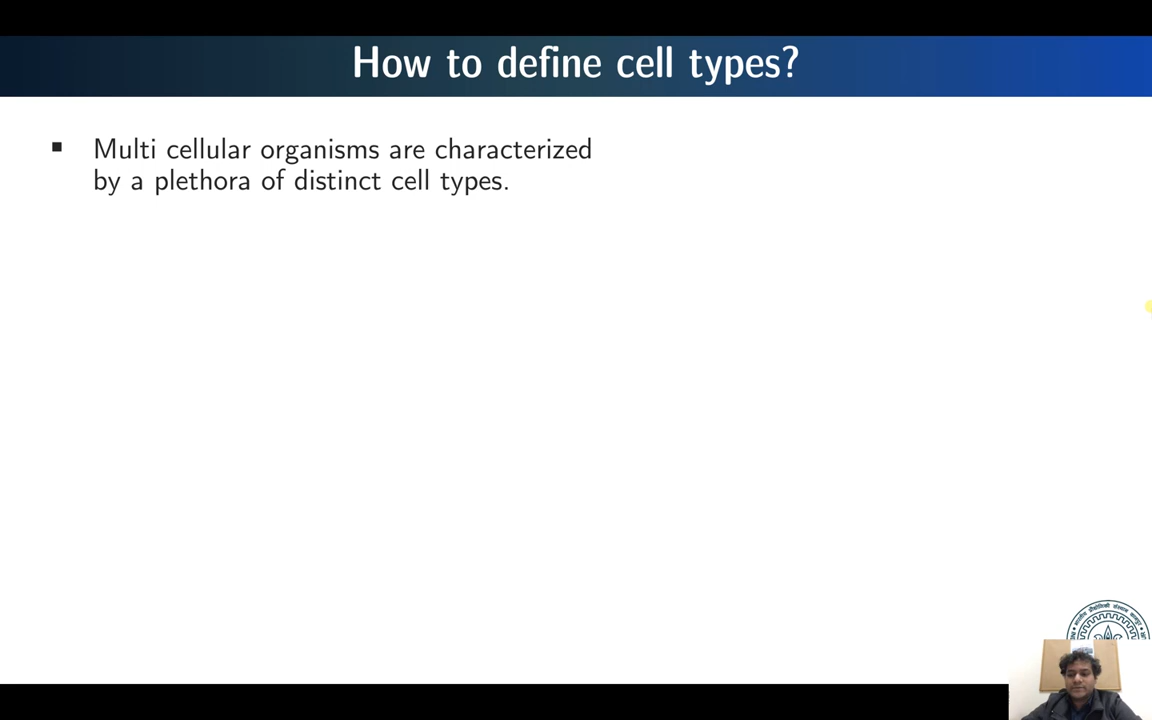 How to define cell types?
Multi cellular organisms are characterized
by a plethora of distinct cell types.